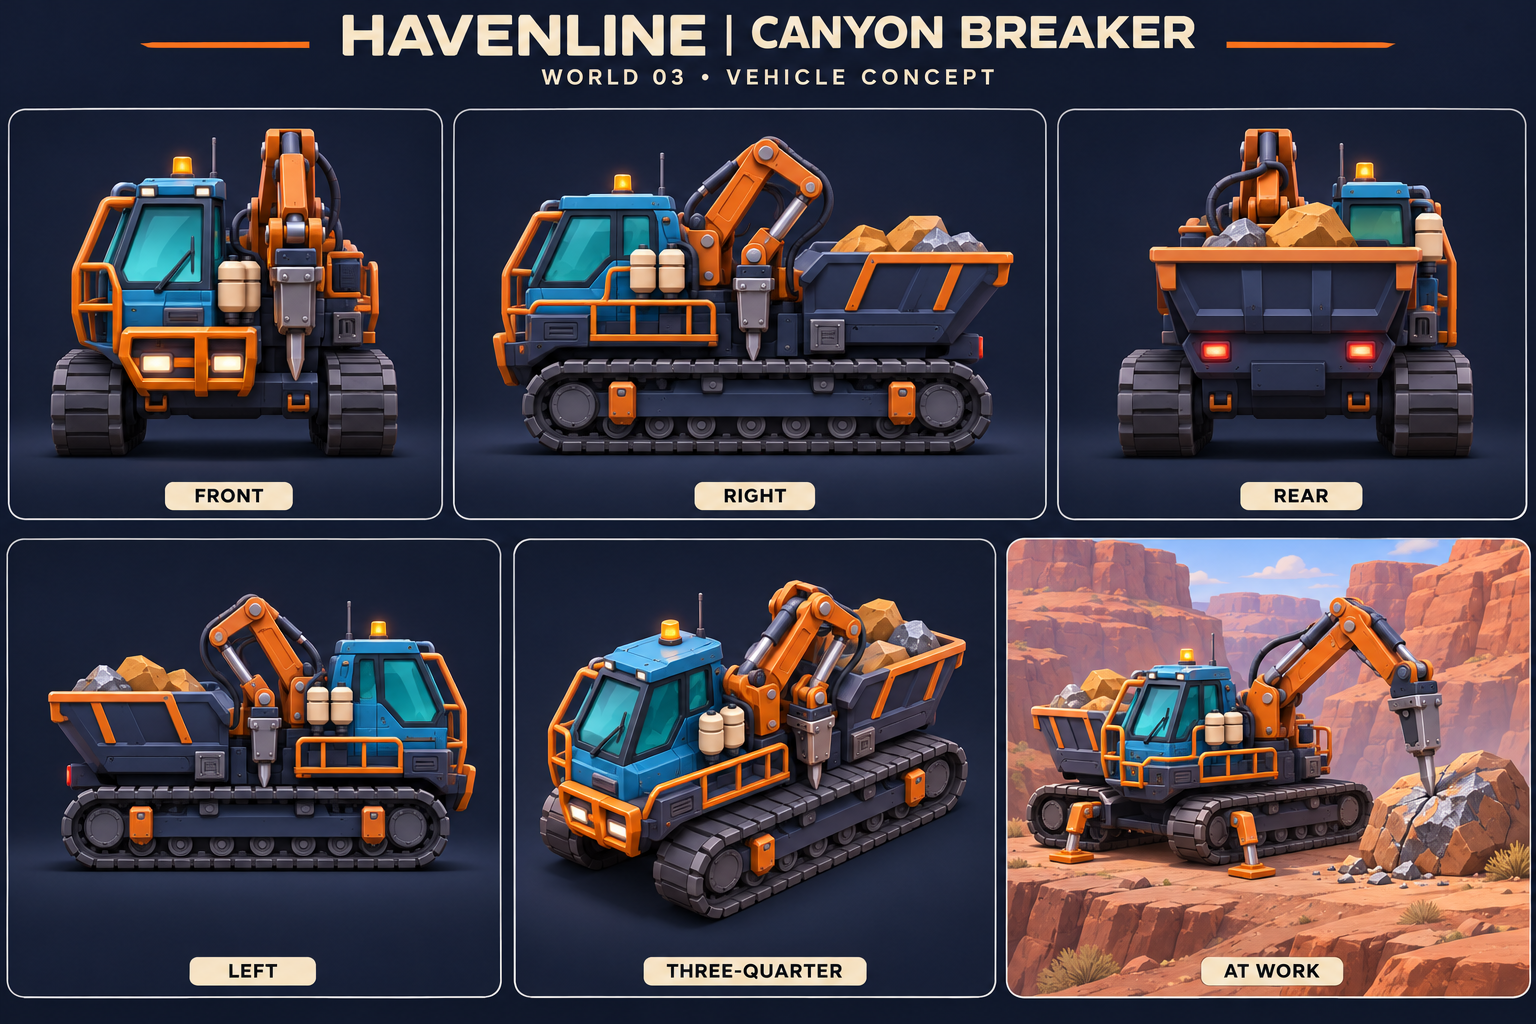 HAVENLINE | CANYON BREAKER
WORLD 03 • VEHICLE CONCEPT
FRONT
RIGHT
REAR
LEFT
THREE-QUARTER
AT WORK